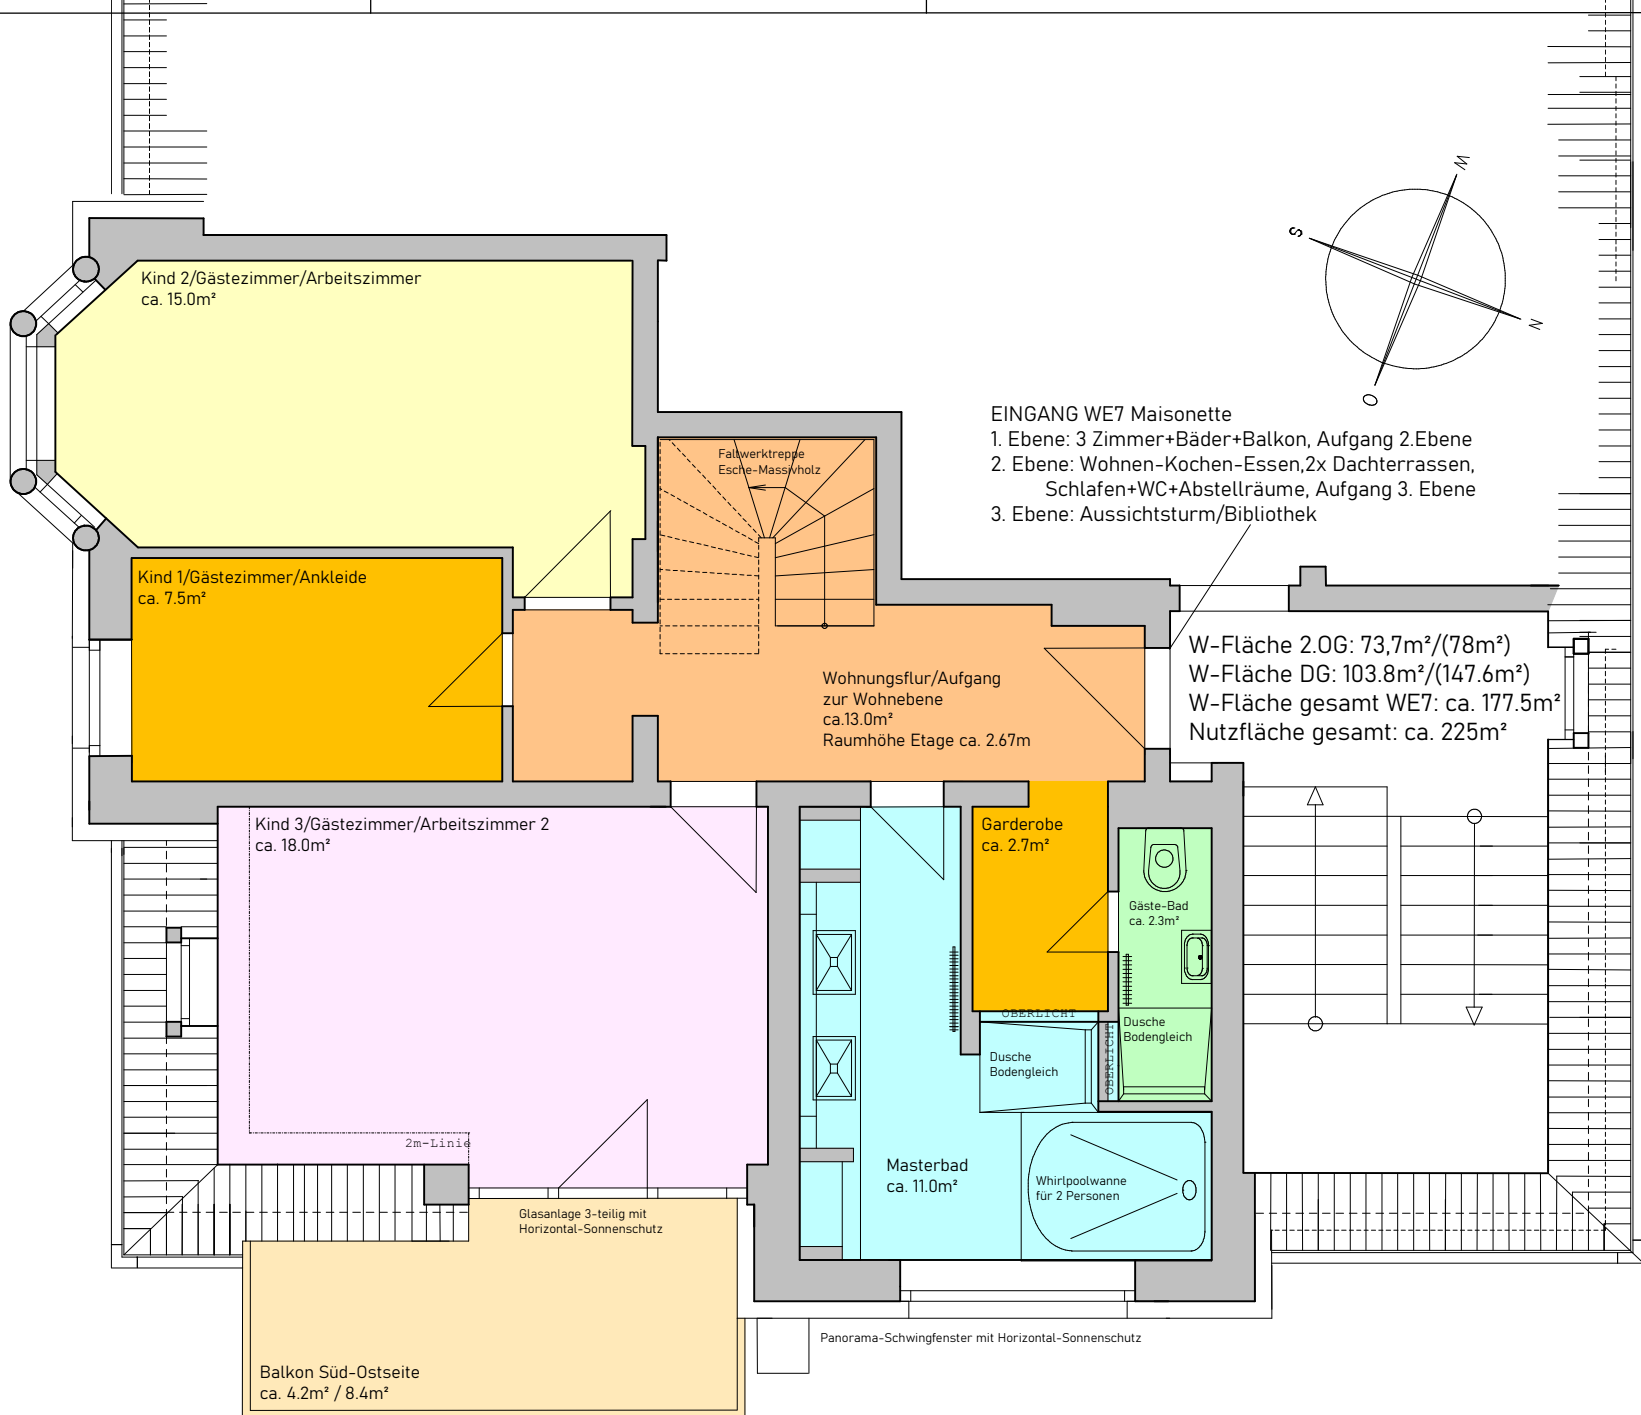 W
S
N
O
Kind 2/Gästezimmer/Arbeitszimmer
ca. 15.0m²
EINGANG WE7 Maisonette
1. Ebene: 3 Zimmer+Bäder+Balkon, Aufgang 2.Ebene
2. Ebene: Wohnen-Kochen-Essen,2x Dachterrassen,
Schlafen+WC+Abstellräume, Aufgang 3. Ebene
3. Ebene: Aussichtsturm/Bibliothek
Faltwerktreppe
Esche-Massivholz
Kind 1/Gästezimmer/Ankleide
ca. 7.5m²
W-Fläche 2.OG: 73,7m²/(78m²)
W-Fläche DG: 103.8m²/(147.6m²)
W-Fläche gesamt WE7: ca. 177.5m²
Nutzfläche gesamt: ca. 225m²
Wohnungsflur/Aufgang
zur Wohnebene
ca.13.0m²
Raumhöhe Etage ca. 2.67m
Kind 3/Gästezimmer/Arbeitszimmer 2
ca. 18.0m²
Garderobe
ca. 2.7m²
Gäste-Bad
ca. 2.3m²
OBERLICHT
Dusche
Bodengleich
OBERLICHT
Dusche
Bodengleich
2m-Linie
Masterbad
ca. 11.0m²
Whirlpoolwanne
für 2 Personen
Glasanlage 3-teilig mit
Horizontal-Sonnenschutz
Panorama-Schwingfenster mit Horizontal-Sonnenschutz
Balkon Süd-Ostseite
ca. 4.2m² / 8.4m²